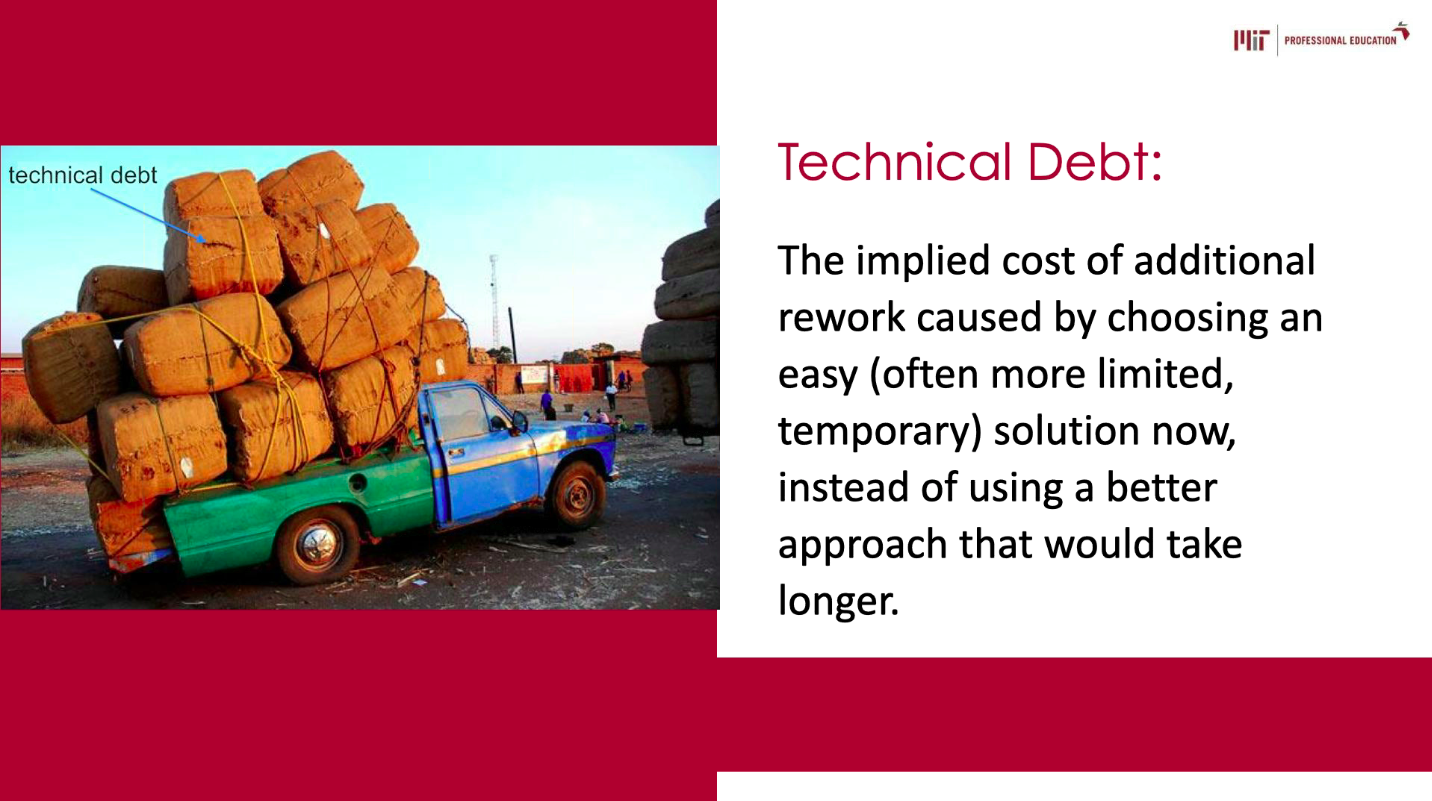 MIT PROFESSIONAL EDUCATION
technical debt
Technical Debt:
The implied cost of additional
rework caused by choosing an
easy (often more limited,
temporary) solution now,
instead of using a better
approach that would take
longer.